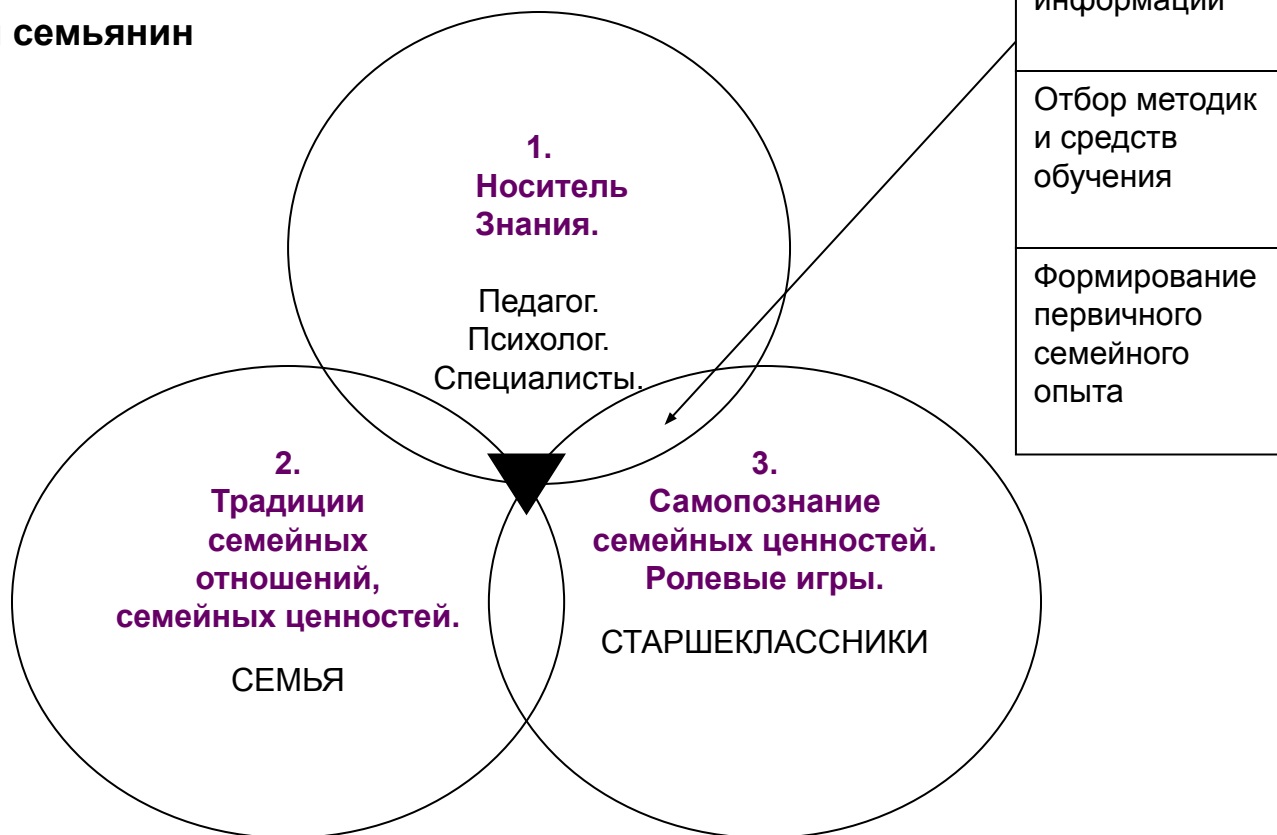 семьянин
информации
1.
Носитель
Знания.
Педагог.
Психолог.
Специалисты.
Отбор методик
и средств
обучения
Формирование
первичного
семейного
опыта
2.
Традиции
семейных
отношений,
семейных ценностей.
СЕМЬЯ
3.
Самопознание
семейных ценностей.
Ролевые игры.
СТАРШЕКЛАССНИКИ